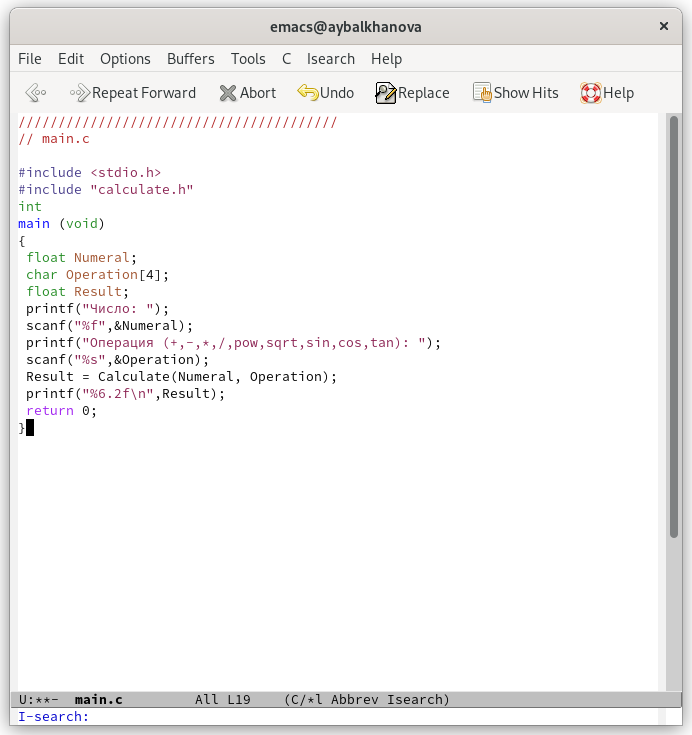 emacs@aybalkhanova
File Edit Options Buffers Tools C Isearch Help
Repeat Forward Abort Undo Replace Show Hits Help
////////////////////////////////////////
// main.c
#include <stdio.h>
#include "calculate.h"
int
main (void)
{
 float Numeral;
 char Operation[4];
 float Result;
 printf("Число: ");
 scanf("%f",&Numeral);
 printf("Операция (+,-,*,/,pow,sqrt,sin,cos,tan): ");
 scanf("%s",&Operation);
 Result = Calculate(Numeral, Operation);
 printf("%6.2f\n",Result);
 return 0;
}
U:**- main.c All L19 (C/*l Abbrev Isearch)
I-search: